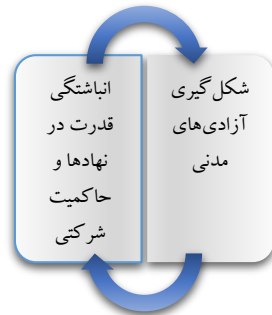 شکل‌گیری
آزادی‌های
مدنی
انباشتگی
قدرت در
نهادها و
حاکمیت
شرکتی